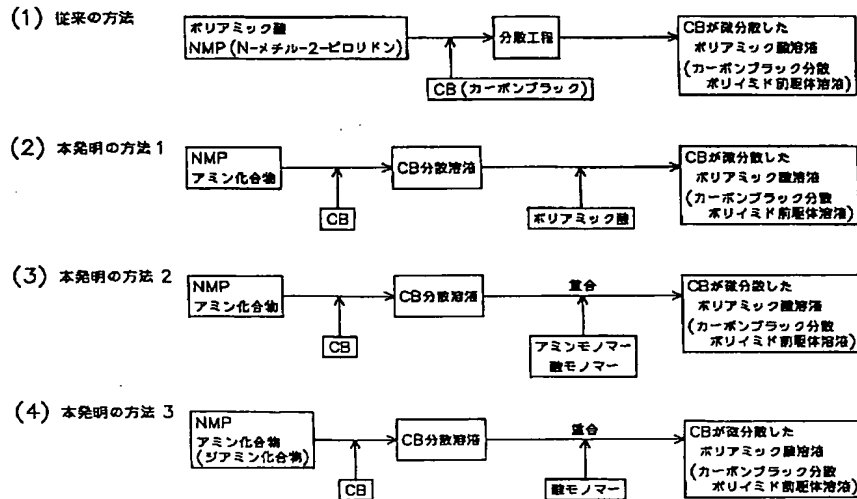 (1) 従来の方法
ポリアミック酸
NMP(N-メチル-2-ピロリドン)
CB(カーボンブラック)
分散工程
CBが微分散した
ポリアミック酸溶液
(カーボンブラック分散
ポリイミド前駆体溶液)
(2) 本発明の方法1
NMP
アミン化合物
CB
CB分散溶液
ポリアミック酸
CBが微分散した
ポリアミック酸溶液
(カーボンブラック分散
ポリイミド前駆体溶液)
(3) 本発明の方法2
NMP
アミン化合物
CB
CB分散溶液
重合
アミンモノマー
酸モノマー
CBが微分散した
ポリアミック酸溶液
(カーボンブラック分散
ポリイミド前駆体溶液)
(4) 本発明の方法3
NMP
アミン化合物
(ジアミン化合物)
CB
CB分散溶液
重合
酸モノマー
CBが微分散した
ポリアミック酸溶液
(カーボンブラック分散
ポリイミド前駆体溶液)